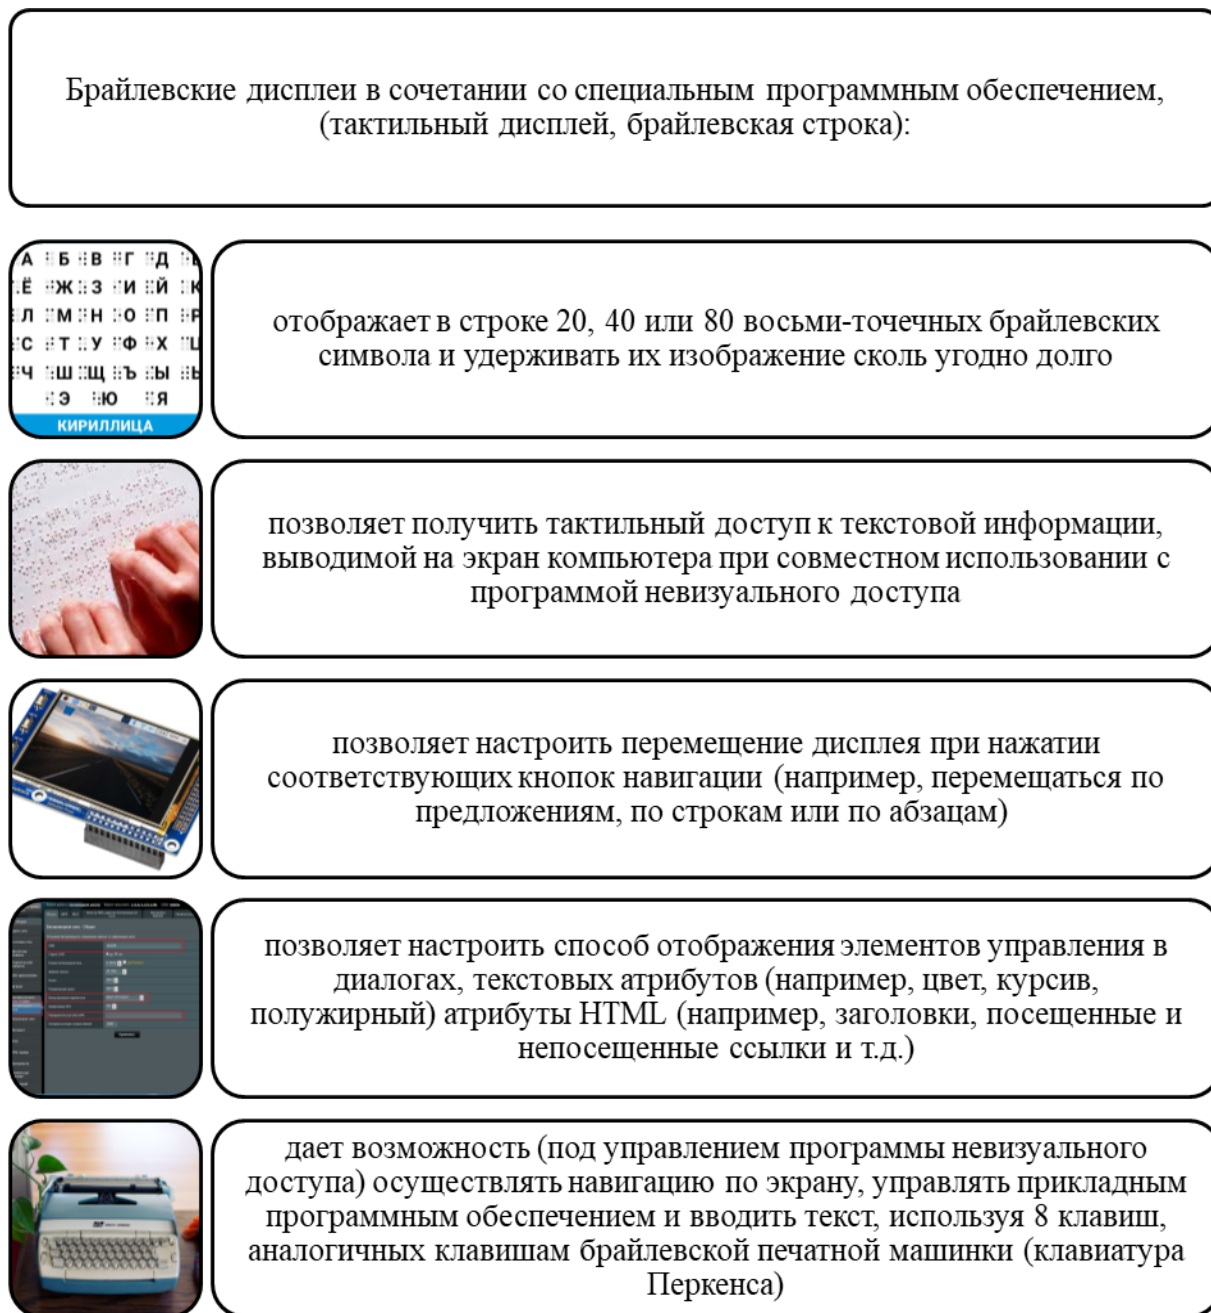 Брайлевские дисплеи в сочетании со специальным программным обеспечением,
(тактильный дисплей, брайлевская строка):
А Б В Г Д
Ё Ж З И Й К
Л М Н О П Р
С Т У Ф Х Ц
Ч Ш Щ Ъ Ы Ь
Э Ю Я
КИРИЛЛИЦА
отображает в строке 20, 40 или 80 восьми-точечных брайлевских
символа и удерживать их изображение сколь угодно долго
позволяет получить тактильный доступ к текстовой информации,
выводимой на экран компьютера при совместном использовании с
программой невизуального доступа
позволяет настроить перемещение дисплея при нажатии
соответствующих кнопок навигации (например, перемещаться по
предложениям, по строкам или по абзацам)
позволяет настроить способ отображения элементов управления в
диалогах, текстовых атрибутов (например, цвет, курсив,
полужирный) атрибуты HTML (например, заголовки, посещенные и
непосещенные ссылки и т.д.)
дает возможность (под управлением программы невизуального
доступа) осуществлять навигацию по экрану, управлять прикладным
программным обеспечением и вводить текст, используя 8 клавиш,
аналогичных клавишам брайлевской печатной машинки (клавиатура
Перкенса)